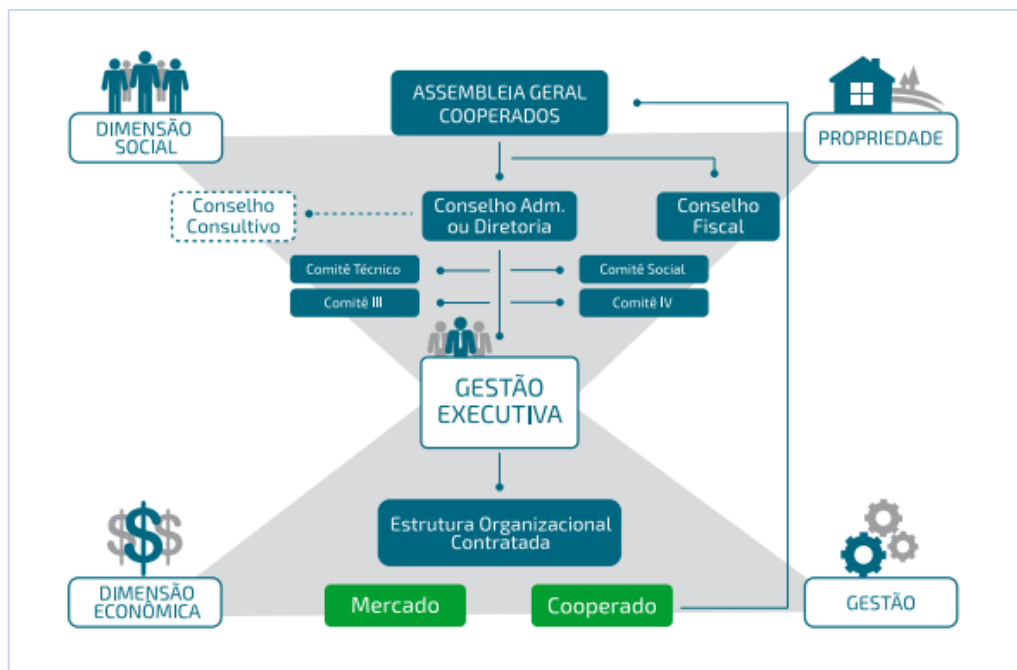 ASSEMBLEIA GERAL
COOPERADOS
DIMENSÃO
SOCIAL
PROPRIEDADE
Conselho
Consultivo
Conselho Adm.
ou Diretoria
Conselho
Fiscal
Comitê Técnico
Comitê Social
Comitê III
Comitê IV
GESTÃO
EXECUTIVA
Estrutura Organizacional
Contratada
DIMENSÃO
ECONÔMICA
Mercado
Cooperado
GESTÃO